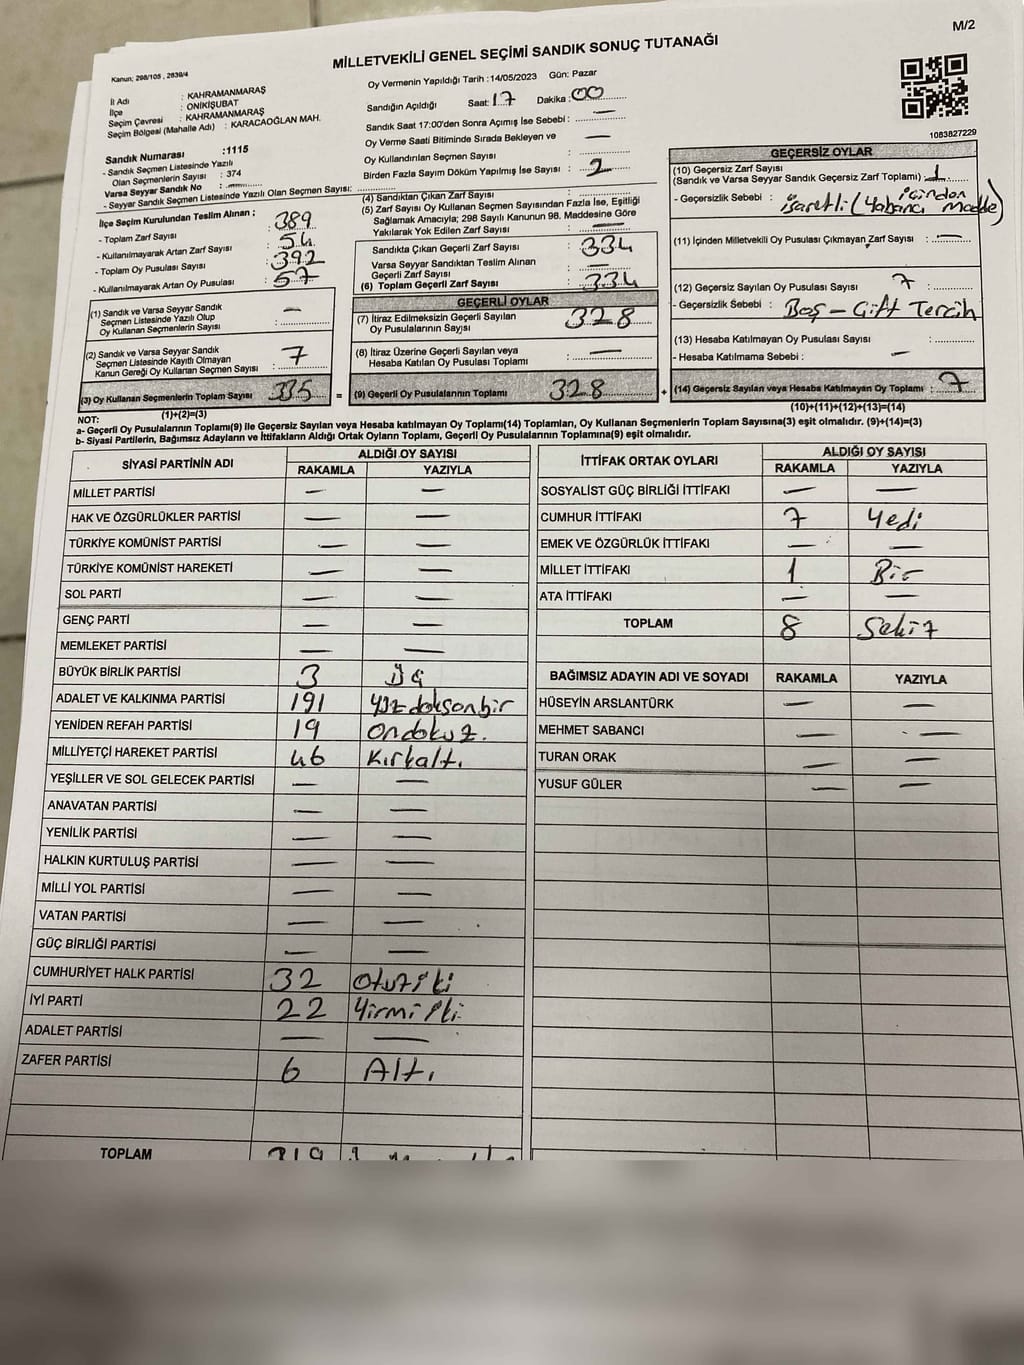 M/2
MİLLETVEKİLİ GENEL SEÇİMİ SANDIK SONUÇ TUTANAĞI
Kanun: 298/105 , 2839/4
İl Adı : KAHRAMANMARAŞ
İlçe : ONİKİŞUBAT
Seçim Çevresi : KAHRAMANMARAŞ
Seçim Bölgesi (Mahalle Adı) : KARACAOĞLAN MAH.
Sandık Numarası :1115
- Sandık Seçmen Listesinde Yazılı
Olan Seçmenlerin Sayısı : 374
Varsa Seyyar Sandık No :
- Seyyar Sandık Seçmen Listesinde Yazılı Olan Seçmen Sayısı:
Oy Vermenin Yapıldığı Tarih :14/05/2023 Gün: Pazar
Sandığın Açıldığı Saat: 17 Dakika : 00
Sandık Saat 17:00'den Sonra Açımış İse Sebebi : —
Oy Verme Saati Bitiminde Sırada Bekleyen ve
Oy Kullandırılan Seçmen Sayısı : —
Birden Fazla Sayım Döküm Yapılmış İse Sayısı : 2
1083827229
İlçe Seçim Kurulundan Teslim Alınan ;
- Toplam Zarf Sayısı : 389
- Kullanılmayarak Artan Zarf Sayısı : 54
- Toplam Oy Pusulası Sayısı : 392
- Kullanılmayarak Artan Oy Pusulası : 57
(1) Sandık ve Varsa Seyyar Sandık
Seçmen Listesinde Yazılı Olup
Oy Kullanan Seçmenlerin Sayısı : —
(2) Sandık ve Varsa Seyyar Sandık
Seçmen Listesinde Kayıtlı Olmayan
Kanun Gereği Oy Kullanan Seçmen Sayısı : 7
(3) Oy Kullanan Seçmenlerin Toplam Sayısı 335
(1)+(2)=(3)
(4) Sandıktan Çıkan Zarf Sayısı :
(5) Zarf Sayısı Oy Kullanan Seçmen Sayısından Fazla İse, Eşitliği
Sağlamak Amacıyla; 298 Sayılı Kanunun 98. Maddesine Göre
Yakılarak Yok Edilen Zarf Sayısı : —
Sandıkta Çıkan Geçerli Zarf Sayısı : 334
Varsa Seyyar Sandıktan Teslim Alınan
Geçerli Zarf Sayısı : —
(6) Toplam Geçerli Zarf Sayısı : 334
GEÇERLİ OYLAR
(7) İtiraz Edilmeksizin Geçerli Sayılan
Oy Pusulalarının Sayısı : 328
(8) İtiraz Üzerine Geçerli Sayılan veya
Hesaba Katılan Oy Pusulası Toplamı : —
= (9) Geçerli Oy Pusulalarının Toplamı 328
GEÇERSİZ OYLAR
(10) Geçersiz Zarf Sayısı
(Sandık ve Varsa Seyyar Sandık Geçersiz Zarf Toplamı) : 1
- Geçersizlik Sebebi : işaretli (içinden Yabancı madde)
(11) İçinden Milletvekili Oy Pusulası Çıkmayan Zarf Sayısı : —
(12) Geçersiz Sayılan Oy Pusulası Sayısı : 7
- Geçersizlik Sebebi : Boş - Çift Tercih
(13) Hesaba Katılmayan Oy Pusulası Sayısı :
- Hesaba Katılmama Sebebi : —
+ (14) Geçersiz Sayılan veya Hesaba Katılmayan Oy Toplamı : 7
(10)+(11)+(12)+(13)=(14)
NOT:
a- Geçerli Oy Pusulalarının Toplamı(9) ile Geçersiz Sayılan veya Hesaba katılmayan Oy Toplamı(14) Toplamları, Oy Kullanan Seçmenlerin Toplam Sayısına(3) eşit olmalıdır. (9)+(14)=(3)
b- Siyasi Partilerin, Bağımsız Adayların ve İttifakların Aldığı Ortak Oyların Toplamı, Geçerli Oy Pusulalarının Toplamına(9) eşit olmalıdır.
SİYASİ PARTİNİN ADI ALDIĞI OY SAYISI
RAKAMLA YAZIYLA
MİLLET PARTİSİ — —
HAK VE ÖZGÜRLÜKLER PARTİSİ — —
TÜRKİYE KOMÜNİST PARTİSİ — —
TÜRKİYE KOMÜNİST HAREKETİ — —
SOL PARTİ — —
GENÇ PARTİ — —
MEMLEKET PARTİSİ — —
BÜYÜK BİRLİK PARTİSİ 3 üç
ADALET VE KALKINMA PARTİSİ 191 yüzdoksanbir
YENİDEN REFAH PARTİSİ 19 ondokuz.
MİLLİYETÇİ HAREKET PARTİSİ 46 Kırkaltı
YEŞİLLER VE SOL GELECEK PARTİSİ — —
ANAVATAN PARTİSİ — —
YENİLİK PARTİSİ — —
HALKIN KURTULUŞ PARTİSİ — —
MİLLİ YOL PARTİSİ — —
VATAN PARTİSİ — —
GÜÇ BİRLİĞİ PARTİSİ — —
CUMHURİYET HALK PARTİSİ 32 otuziki
İYİ PARTİ 22 Yirmi iki
ADALET PARTİSİ — —
ZAFER PARTİSİ 6 Altı
TOPLAM 319
İTTİFAK ORTAK OYLARI ALDIĞI OY SAYISI
RAKAMLA YAZIYLA
SOSYALİST GÜÇ BİRLİĞİ İTTİFAKI — —
CUMHUR İTTİFAKI 7 Yedi
EMEK VE ÖZGÜRLÜK İTTİFAKI — —
MİLLET İTTİFAKI 1 Bir
ATA İTTİFAKI — —
TOPLAM 8 Sekiz
BAĞIMSIZ ADAYIN ADI VE SOYADI RAKAMLA YAZIYLA
HÜSEYİN ARSLANTÜRK — —
MEHMET SABANCI — —
TURAN ORAK — —
YUSUF GÜLER — —